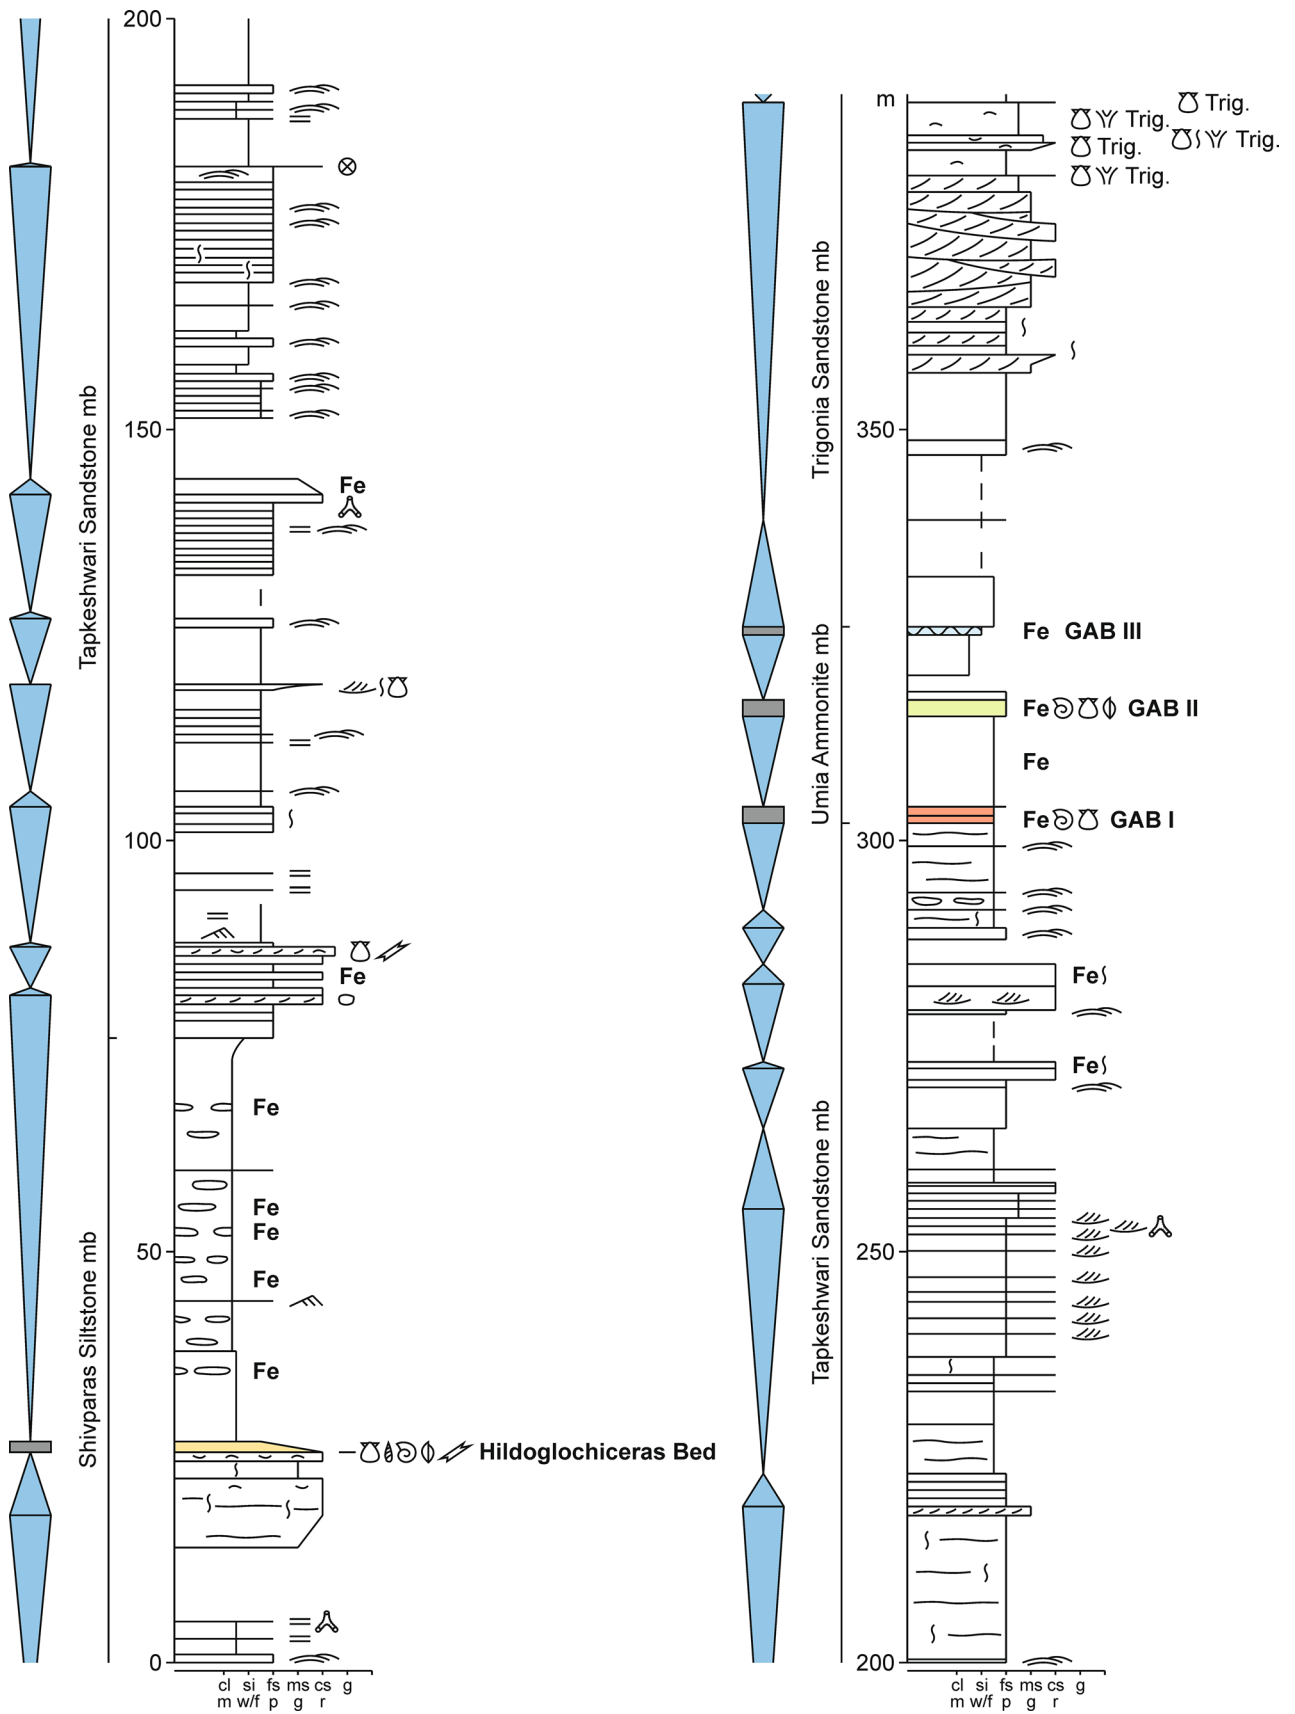 200
Fe
150
Tapkeshwari Sandstone mb
100
Fe
Fe
Fe
Fe
50
Fe
Fe
Shivparas Siltstone mb
Hildoglochiceras Bed
0
cl si fs ms cs g
m w/f p g r
m
Trig.
Trig.
Trig.
Trig.
Trig.
Trigonia Sandstone mb
350
Fe GAB III
Fe GAB II
Umia Ammonite mb
Fe
Fe GAB I
300
Fe
Fe
Tapkeshwari Sandstone mb
250
200
cl si fs ms cs g
m w/f p g r